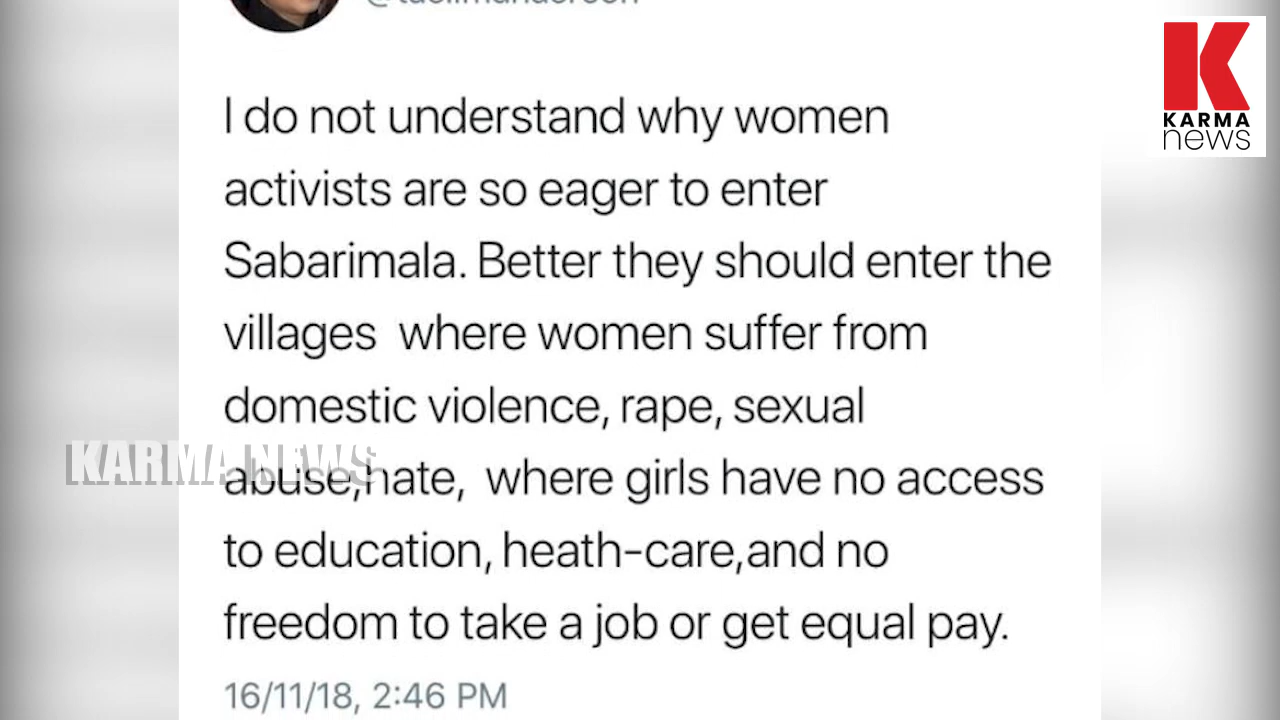 I do not understand why women
activists are so eager to enter
Sabarimala. Better they should enter the
villages where women suffer from
domestic violence, rape, sexual
abuse,hate, where girls have no access
to education, heath-care,and no
freedom to take a job or get equal pay.
16/11/18, 2:46 PM
KARMA
news
KARMA NEWS